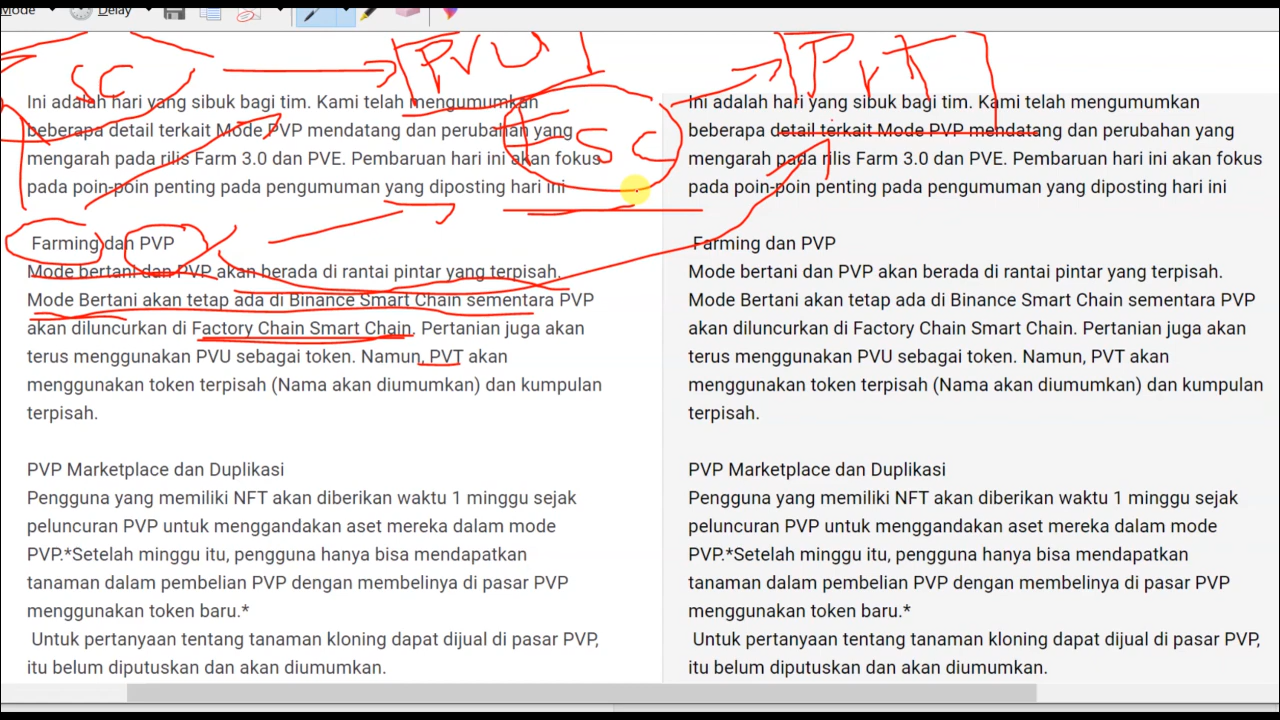 Mode Delay
SC PVU PVT
ESC
Ini adalah hari yang sibuk bagi tim. Kami telah mengumumkan
beberapa detail terkait Mode PVP mendatang dan perubahan yang
mengarah pada rilis Farm 3.0 dan PVE. Pembaruan hari ini akan fokus
pada poin-poin penting pada pengumuman yang diposting hari ini
Farming dan PVP
Mode bertani dan PVP akan berada di rantai pintar yang terpisah.
Mode Bertani akan tetap ada di Binance Smart Chain sementara PVP
akan diluncurkan di Factory Chain Smart Chain. Pertanian juga akan
terus menggunakan PVU sebagai token. Namun, PVT akan
menggunakan token terpisah (Nama akan diumumkan) dan kumpulan
terpisah.
PVP Marketplace dan Duplikasi
Pengguna yang memiliki NFT akan diberikan waktu 1 minggu sejak
peluncuran PVP untuk menggandakan aset mereka dalam mode
PVP.*Setelah minggu itu, pengguna hanya bisa mendapatkan
tanaman dalam pembelian PVP dengan membelinya di pasar PVP
menggunakan token baru.*
Untuk pertanyaan tentang tanaman kloning dapat dijual di pasar PVP,
itu belum diputuskan dan akan diumumkan.
Ini adalah hari yang sibuk bagi tim. Kami telah mengumumkan
beberapa detail terkait Mode PVP mendatang dan perubahan yang
mengarah pada rilis Farm 3.0 dan PVE. Pembaruan hari ini akan fokus
pada poin-poin penting pada pengumuman yang diposting hari ini
Farming dan PVP
Mode bertani dan PVP akan berada di rantai pintar yang terpisah.
Mode Bertani akan tetap ada di Binance Smart Chain sementara PVP
akan diluncurkan di Factory Chain Smart Chain. Pertanian juga akan
terus menggunakan PVU sebagai token. Namun, PVT akan
menggunakan token terpisah (Nama akan diumumkan) dan kumpulan
terpisah.
PVP Marketplace dan Duplikasi
Pengguna yang memiliki NFT akan diberikan waktu 1 minggu sejak
peluncuran PVP untuk menggandakan aset mereka dalam mode
PVP.*Setelah minggu itu, pengguna hanya bisa mendapatkan
tanaman dalam pembelian PVP dengan membelinya di pasar PVP
menggunakan token baru.*
Untuk pertanyaan tentang tanaman kloning dapat dijual di pasar PVP,
itu belum diputuskan dan akan diumumkan.